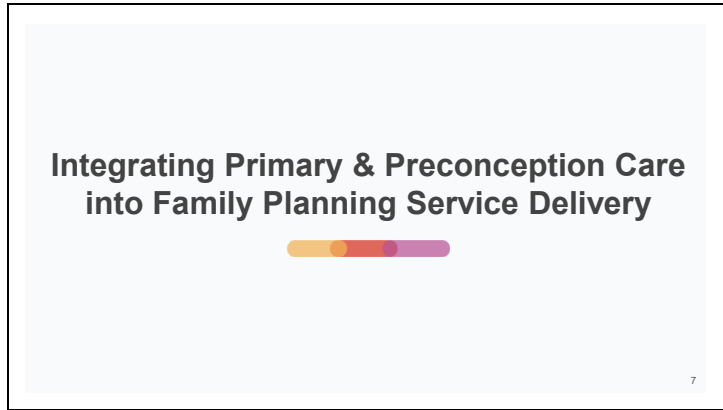 Integrating Primary & Preconception Care
into Family Planning Service Delivery
7